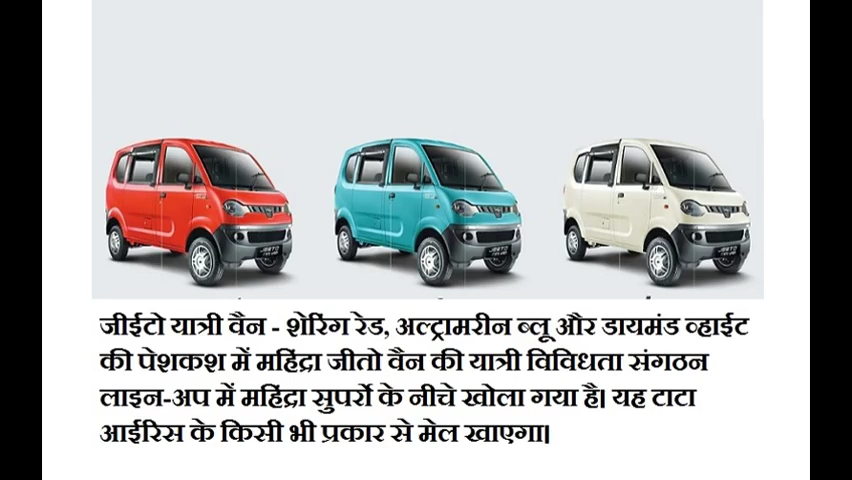 जीईटो यात्री वैन - शेरिंग रेड, अल्ट्रामरीन ब्लू और डायमंड व्हाईट
की पेशकश में महिंद्रा जीतो वैन की यात्री विविधता संगठन
लाइन-अप में महिंद्रा सुपर्रो के नीचे खोला गया है। यह टाटा
आईरिस के किसी भी प्रकार से मेल खाएगा।